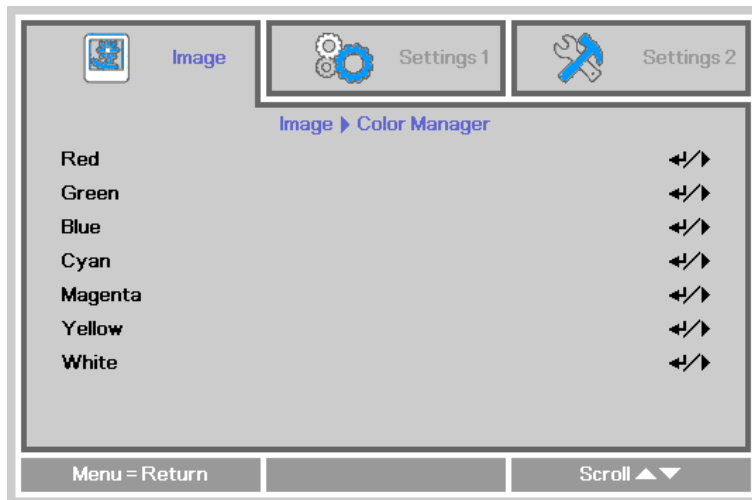 Image
Settings 1
Settings 2
Image Color Manager
Red
Green
Blue
Cyan
Magenta
Yellow
White
Menu = Return
Scroll